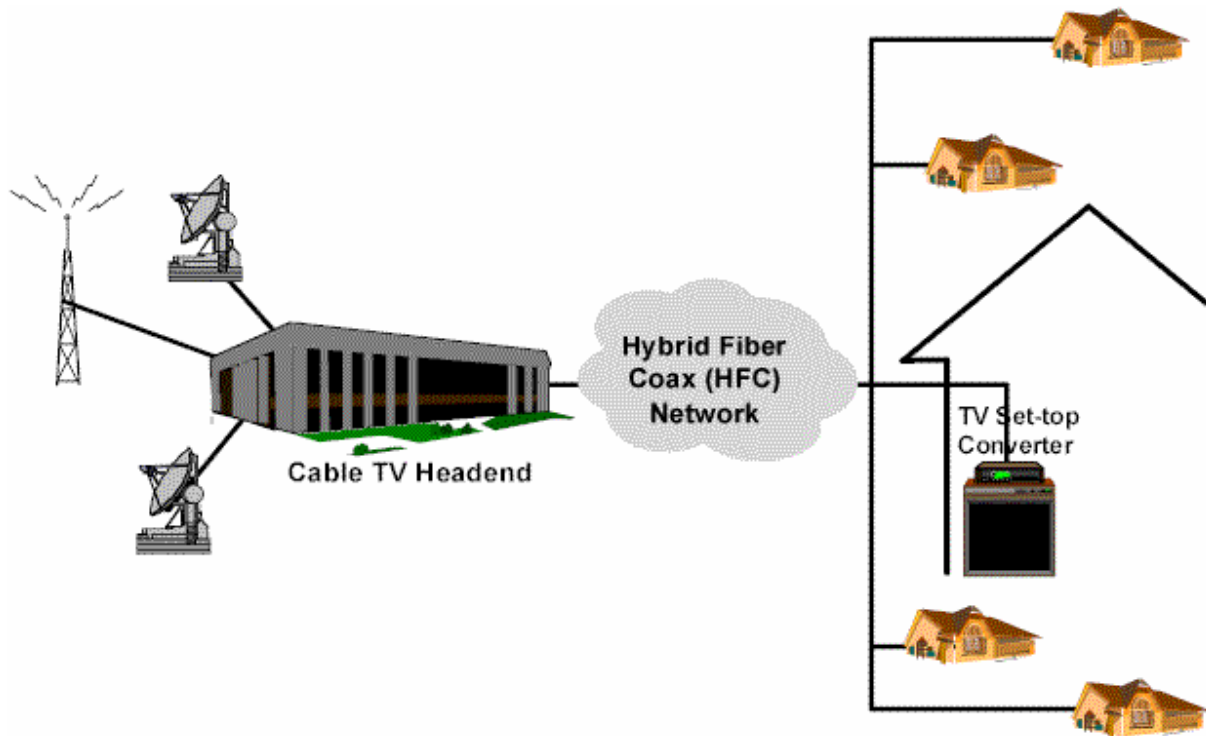 Hybrid Fiber
Coax (HFC)
Network
TV Set-top
Converter
Cable TV Headend